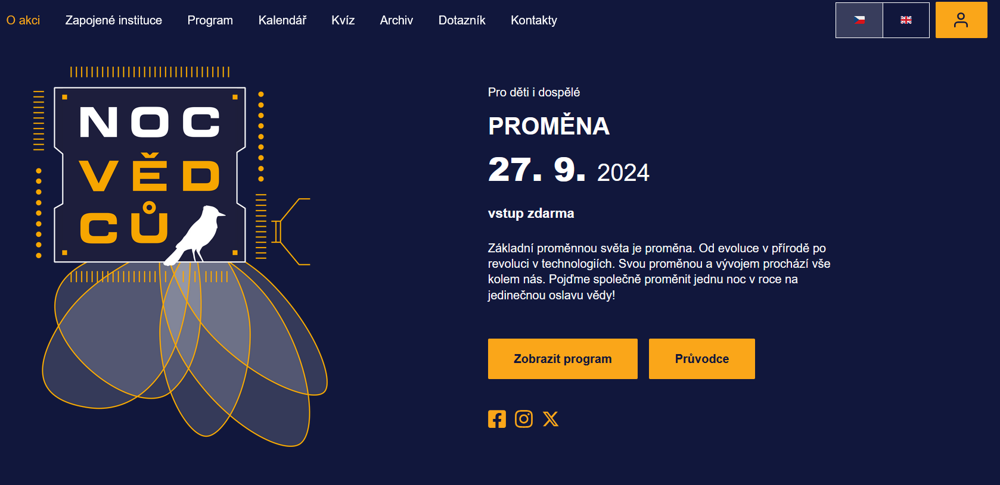 O akci
Zapojené instituce
Program
Kalendář
Kvíz
Archiv
Dotazník
Kontakty
NOC
VĚD
CŮ
Pro děti i dospělé
PROMĚNA
27. 9. 2024
vstup zdarma
Základní proměnnou světa je proměna. Od evoluce v přírodě po
revoluci v technologiích. Svou proměnou a vývojem prochází vše
kolem nás. Pojďme společně proměnit jednu noc v roce na
jedinečnou oslavu vědy!
Zobrazit program
Průvodce